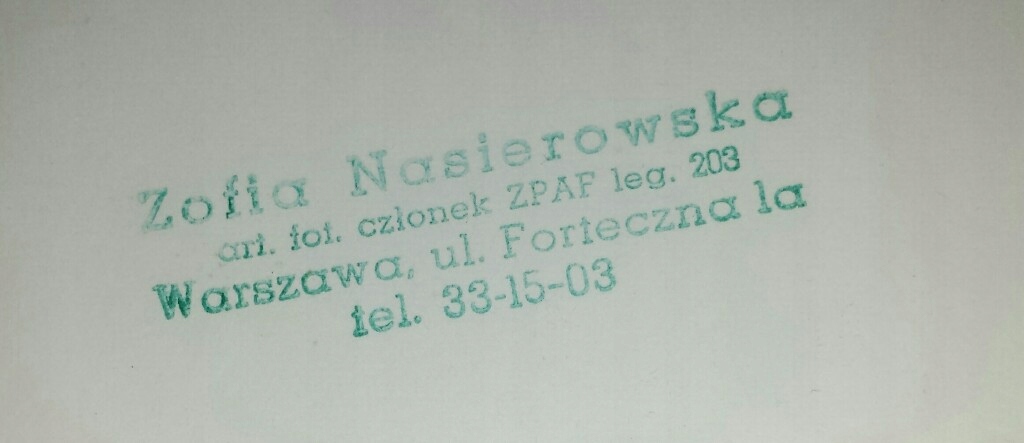 Zofia Nasierowska
art. fot. członek ZPAF leg. 203
Warszawa, ul. Forteczna 1a
tel. 33-15-03